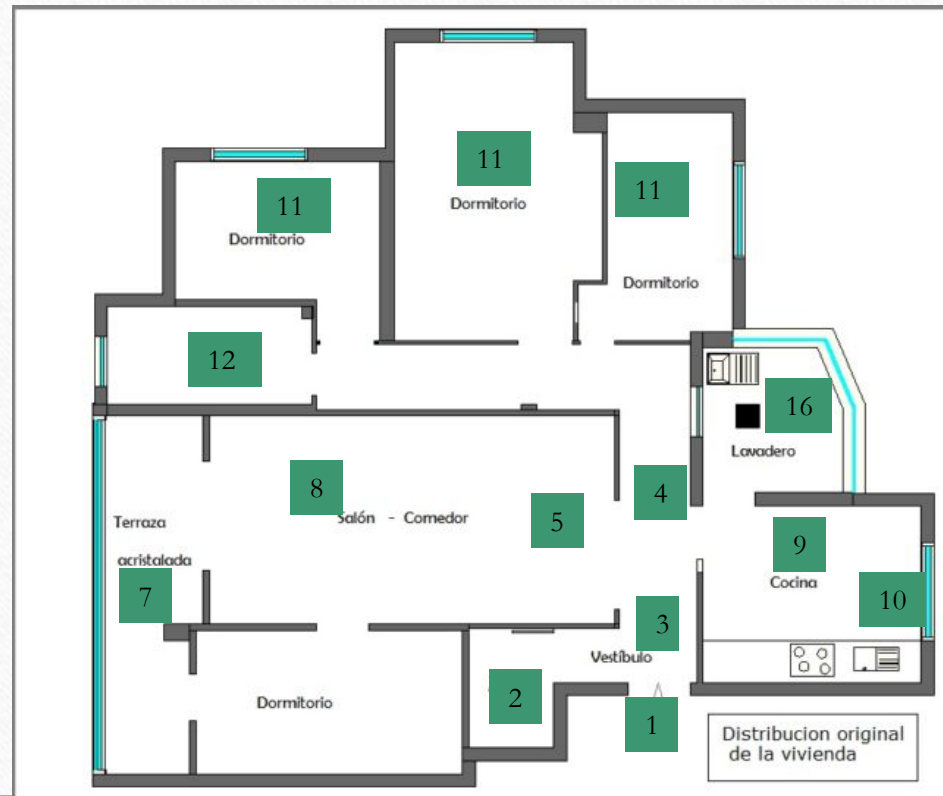 11
Dormitorio
11
Dormitorio
11
Dormitorio
12
16
Lavadero
8
Salón - Comedor
5
4
Terraza
acristalada
7
9
Cocina
10
3
Vestíbulo
2
1
Dormitorio
Distribucion original
de la vivienda